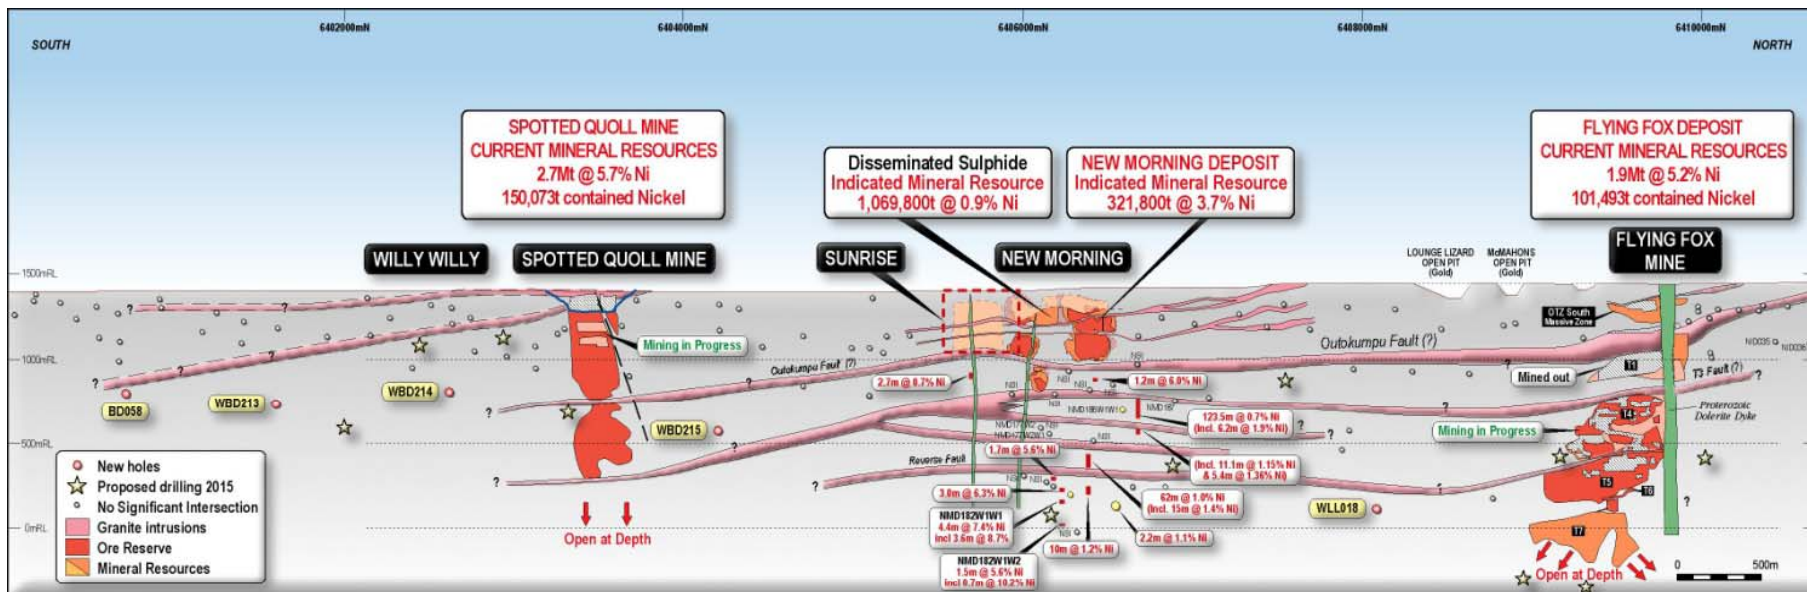 6402000mN
6404000mN
6406000mN
6408000mN
6410000mN
SOUTH
NORTH
SPOTTED QUOLL MINE
CURRENT MINERAL RESOURCES
2.7Mt @ 5.7% Ni
150,073t contained Nickel
Disseminated Sulphide
Indicated Mineral Resource
1,069,800t @ 0.9% Ni
NEW MORNING DEPOSIT
Indicated Mineral Resource
321,800t @ 3.7% Ni
FLYING FOX DEPOSIT
CURRENT MINERAL RESOURCES
1.9Mt @ 5.2% Ni
101,493t contained Nickel
WILLY WILLY
SPOTTED QUOLL MINE
SUNRISE
NEW MORNING
LOUNGE LIZARD
OPEN PIT
(Gold)
McMAHONS
OPEN PIT
(Gold)
FLYING FOX
MINE
1500mRL
1000mRL
500mRL
0mRL
Mining in Progress
OTZ South
Massive Zone
Outokumpu Fault (?)
Outokumpu Fault (?)
NID035
T1
Mined out
T3 Fault (?)
BD058
WBD213
WBD214
WBD215
2.7m @ 0.7% Ni
1.2m @ 6.0% Ni
NSI
NMD186W1W1
NMD187
123.5m @ 0.7% Ni
(Incl. 6.2m @ 1.9% Ni)
T4
Proterozoic
Dolerite Dyke
Mining in Progress
1.7m @ 5.6% Ni
Reverse Fault
(Incl. 11.1m @ 1.15% Ni
& 5.4m @ 1.36% Ni)
3.0m @ 6.3% Ni
62m @ 1.0% Ni
(Incl. 15m @ 1.4% Ni)
T5
T6
WLL018
NMD182W1W1
4.4m @ 7.4% Ni
incl 3.6m @ 8.7%
10m @ 1.2% Ni
2.2m @ 1.1% Ni
NMD182W1W2
1.5m @ 5.6% Ni
incl 0.7m @ 10.2% Ni
T7
Open at Depth
Open at Depth
0
500m
New holes
Proposed drilling 2015
No Significant Intersection
Granite intrusions
Ore Reserve
Mineral Resources